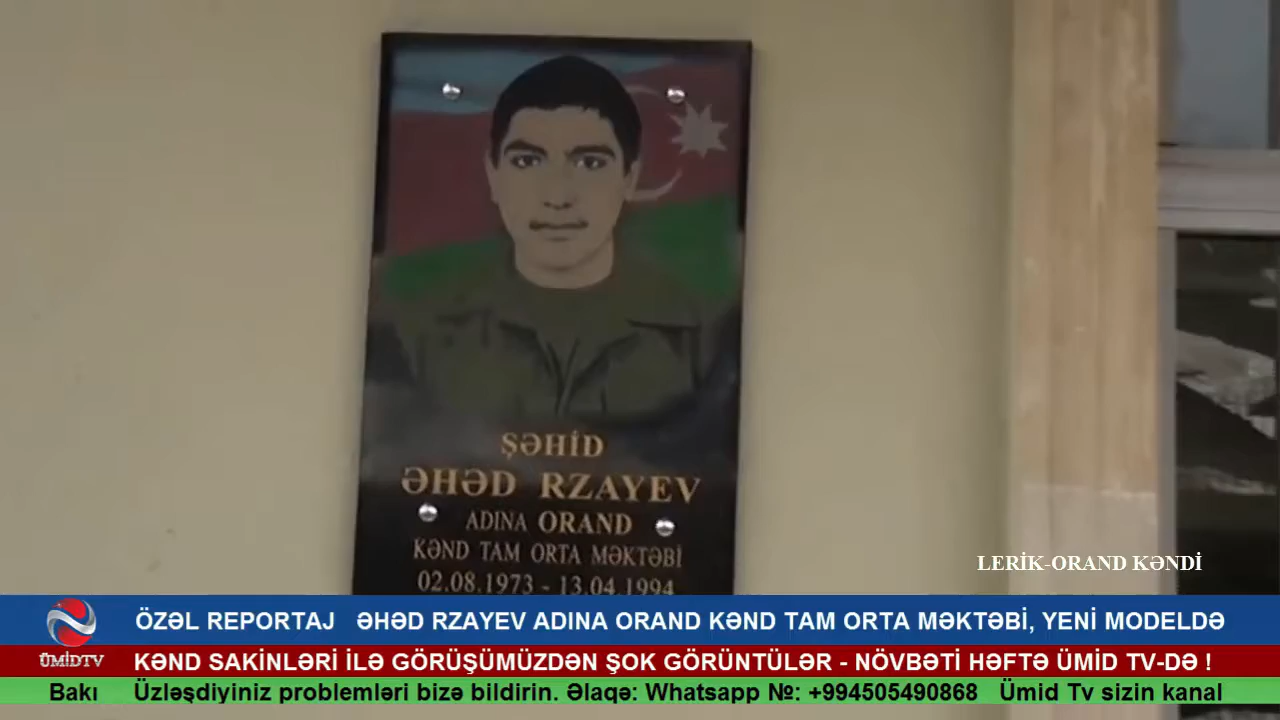 ŞƏHİD
ƏHƏD RZAYEV
ADINA ORAND
KƏND TAM ORTA MƏKTƏBİ
02.08.1973 - 13.04.1994
LERİK-ORAND KƏNDİ
ÖZƏL REPORTAJ ƏHƏD RZAYEV ADINA ORAND KƏND TAM ORTA MƏKTƏBİ, YENİ MODELDƏ
ÜMİDTV
KƏND SAKİNLƏRİ İLƏ GÖRÜŞÜMÜZDƏN ŞOK GÖRÜNTÜLƏR - NÖVBƏTİ HƏFTƏ ÜMİD TV-DƏ !
Bakı Üzləşdiyiniz problemləri bizə bildirin. Əlaqə: Whatsapp №: +994505490868 Ümid Tv sizin kanal